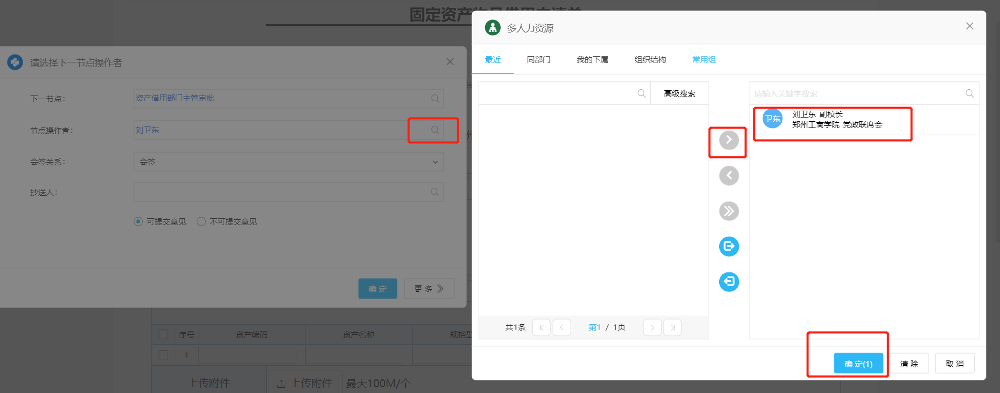 固定资产
请选择下一节点操作者
下一节点：
资产借用部门主管审批
节点操作者：
刘卫东
会签关系：
会签
抄送人：
可提交意见
不可提交意见
确 定
更 多
序号
资产编码
资产名称
规格型
1
上传附件
上传附件
最大100M/个
多人力资源
最近
同部门
我的下属
组织结构
常用组
高级搜索
请输入关键字搜索
卫东
刘卫东 副校长
郑州工商学院 党政联席会
共1条
第1 / 1页
确 定(1)
清 除
取 消